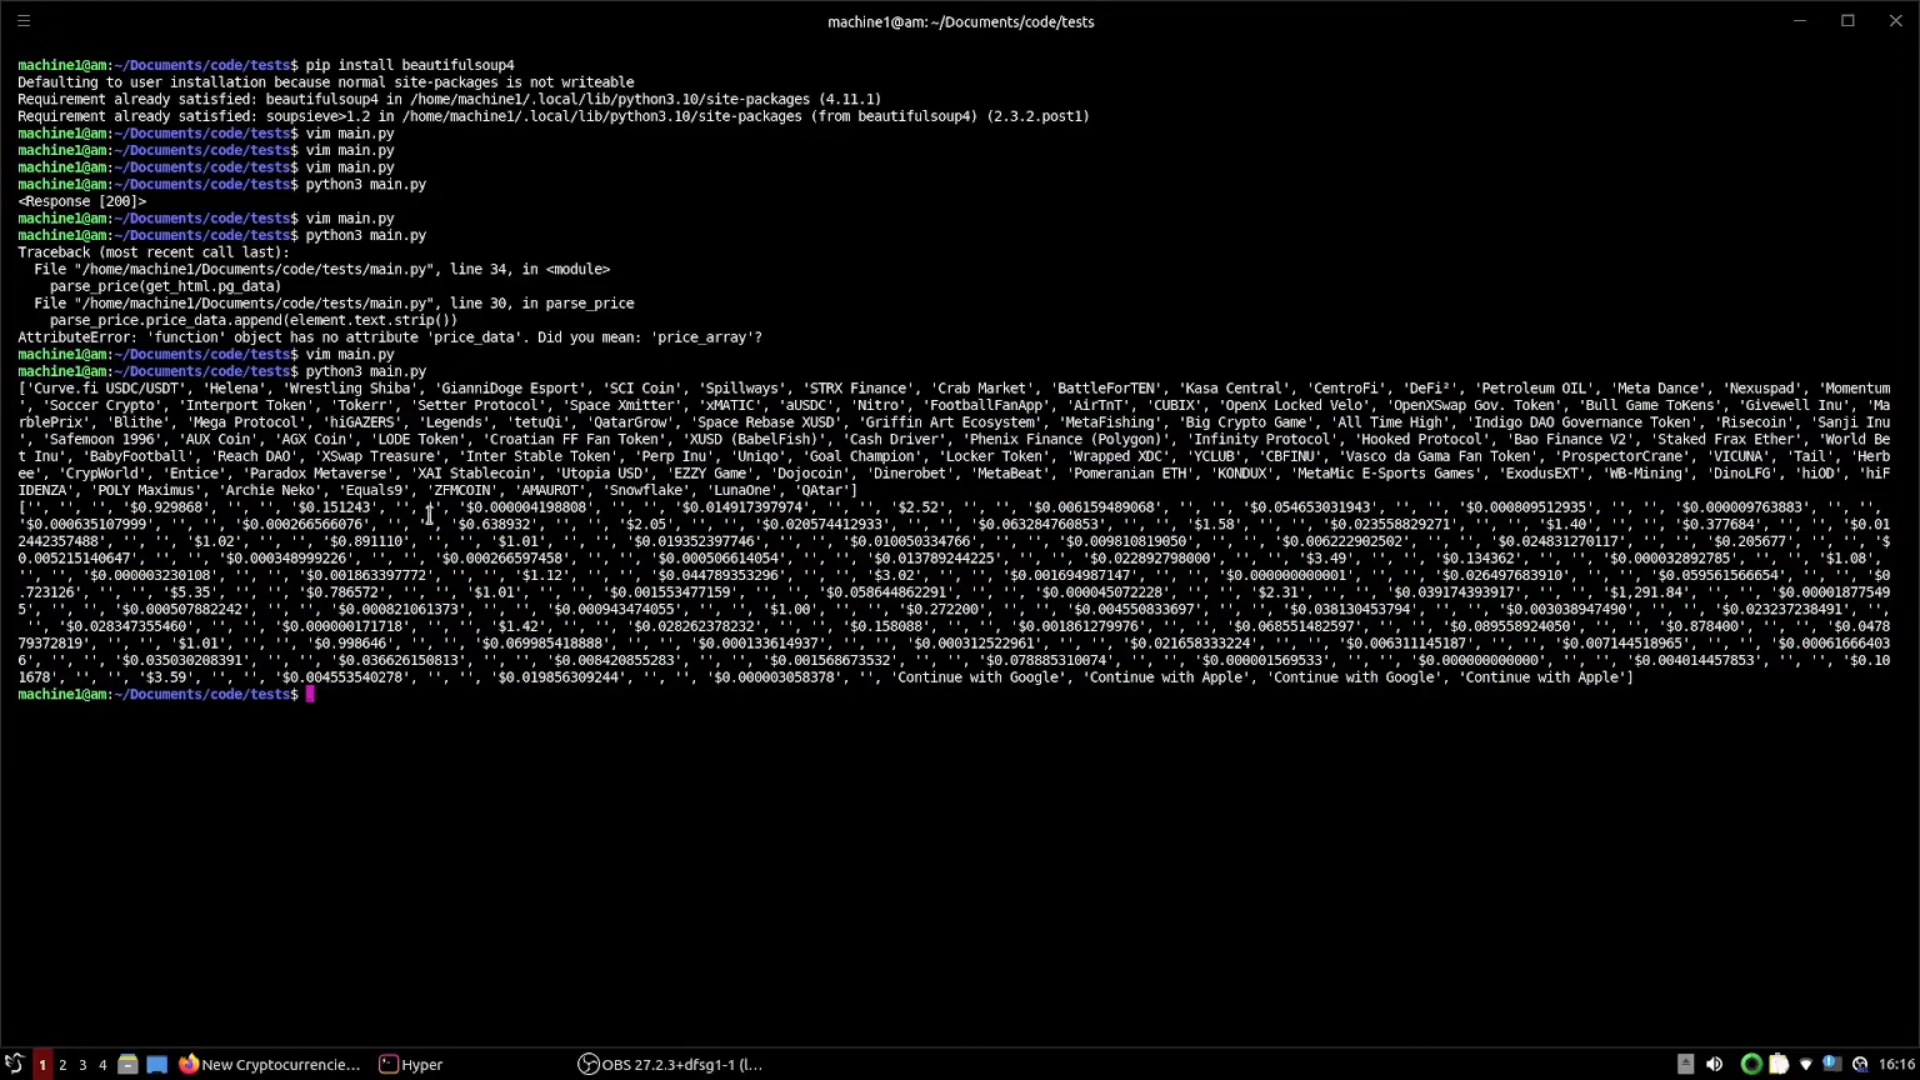 machine1@am: ~/Documents/code/tests
machine1@am:~/Documents/code/tests$ pip install beautifulsoup4
Defaulting to user installation because normal site-packages is not writeable
Requirement already satisfied: beautifulsoup4 in /home/machine1/.local/lib/python3.10/site-packages (4.11.1)
Requirement already satisfied: soupsieve>1.2 in /home/machine1/.local/lib/python3.10/site-packages (from beautifulsoup4) (2.3.2.post1)
machine1@am:~/Documents/code/tests$ vim main.py
machine1@am:~/Documents/code/tests$ vim main.py
machine1@am:~/Documents/code/tests$ vim main.py
machine1@am:~/Documents/code/tests$ python3 main.py
<Response [200]>
machine1@am:~/Documents/code/tests$ vim main.py
machine1@am:~/Documents/code/tests$ python3 main.py
Traceback (most recent call last):
File "/home/machine1/Documents/code/tests/main.py", line 34, in <module>
parse_price(get_html.pg_data)
File "/home/machine1/Documents/code/tests/main.py", line 30, in parse_price
parse_price.price_data.append(element.text.strip())
AttributeError: 'function' object has no attribute 'price_data'. Did you mean: 'price_array'?
machine1@am:~/Documents/code/tests$ vim main.py
machine1@am:~/Documents/code/tests$ python3 main.py
['Curve.fi USDC/USDT', 'Helena', 'Wrestling Shiba', 'GianniDoge Esport', 'SCI Coin', 'Spillways', 'STRX Finance', 'Crab Market', 'BattleForTEN', 'Kasa Central', 'CentroFi', 'DeFi²', 'Petroleum OIL', 'Meta Dance', 'Nexuspad', 'Momentum
', 'Soccer Crypto', 'Interport Token', 'Tokerr', 'Setter Protocol', 'Space Xmitter', 'xMATIC', 'aUSDC', 'Nitro', 'FootballFanApp', 'AirTnT', 'CUBIX', 'OpenX Locked Velo', 'OpenXSwap Gov. Token', 'Bull Game ToKens', 'Givewell Inu', 'Ma
rblePrix', 'Blithe', 'Mega Protocol', 'hiGAZERS', 'Legends', 'tetuQi', 'QatarGrow', 'Space Rebase XUSD', 'Griffin Art Ecosystem', 'MetaFishing', 'Big Crypto Game', 'All Time High', 'Indigo DAO Governance Token', 'Risecoin', 'Sanji Inu
', 'Safemoon 1996', 'AUX Coin', 'AGX Coin', 'LODE Token', 'Croatian FF Fan Token', 'XUSD (BabelFish)', 'Cash Driver', 'Phenix Finance (Polygon)', 'Infinity Protocol', 'Hooked Protocol', 'Bao Finance V2', 'Staked Frax Ether', 'World Be
t Inu', 'BabyFootball', 'Reach DAO', 'XSwap Treasure', 'Inter Stable Token', 'Perp Inu', 'Uniqo', 'Goal Champion', 'Locker Token', 'Wrapped XDC', 'YCLUB', 'CBFINU', 'Vasco da Gama Fan Token', 'ProspectorCrane', 'VICUNA', 'Tail', 'Herb
ee', 'CrypWorld', 'Entice', 'Paradox Metaverse', 'XAI Stablecoin', 'Utopia USD', 'EZZY Game', 'Dojocoin', 'Dinerobet', 'MetaBeat', 'Pomeranian ETH', 'KONDUX', 'MetaMic E-Sports Games', 'ExodusEXT', 'WB-Mining', 'DinoLFG', 'hiOD', 'hiF
IDENZA', 'POLY Maximus', 'Archie Neko', 'Equals9', 'ZFMCOIN', 'AMAUROT', 'Snowflake', 'LunaOne', 'QAtar']
['', '', '', '$0.929868', '', '', '$0.151243', '', '', '$0.000004198808', '', '', '$0.014917397974', '', '', '$2.52', '', '', '$0.006159489068', '', '', '$0.054653031943', '', '', '$0.000809512935', '', '', '$0.000009763883', '', '',
'$0.000635107999', '', '', '$0.000266566076', '', '', '$0.638932', '', '', '$2.05', '', '', '$0.020574412933', '', '', '$0.063284760853', '', '', '$1.58', '', '', '$0.023558829271', '', '', '$1.40', '', '', '$0.377684', '', '', '$0.01
2442357488', '', '', '$1.02', '', '', '$0.891110', '', '', '$1.01', '', '', '$0.019352397746', '', '', '$0.010050334766', '', '', '$0.009810819050', '', '', '$0.006222902502', '', '', '$0.024831270117', '', '', '$0.205677', '', '', '$
0.005215140647', '', '', '$0.000348999226', '', '', '$0.000266597458', '', '', '$0.000506614054', '', '', '$0.013789244225', '', '', '$0.022892798000', '', '', '$3.49', '', '', '$0.134362', '', '', '$0.000032892785', '', '', '$1.08',
'', '', '$0.000003230108', '', '', '$0.001863397772', '', '', '$1.12', '', '', '$0.044789353296', '', '', '$3.02', '', '', '$0.001694987147', '', '', '$0.000000000001', '', '', '$0.026497683910', '', '', '$0.059561566654', '', '', '$0
.723126', '', '', '$5.35', '', '', '$0.786572', '', '', '$1.01', '', '', '$0.001553477159', '', '', '$0.058644862291', '', '', '$0.000045072228', '', '', '$2.31', '', '', '$0.039174393917', '', '', '$1,291.84', '', '', '$0.00001877549
5', '', '', '$0.000507882242', '', '', '$0.000821061373', '', '', '$0.000943474055', '', '', '$1.00', '', '', '$0.272200', '', '', '$0.004550833697', '', '', '$0.038130453794', '', '', '$0.003038947490', '', '', '$0.023237238491', '',
'', '$0.028347355460', '', '', '$0.000000171718', '', '', '$1.42', '', '', '$0.028262378232', '', '', '$0.158088', '', '', '$0.001861279976', '', '', '$0.068551482597', '', '', '$0.089558924050', '', '', '$0.878400', '', '', '$0.0478
79372819', '', '', '$1.01', '', '', '$0.998646', '', '', '$0.069985418888', '', '', '$0.000133614937', '', '', '$0.000312522961', '', '', '$0.021658333224', '', '', '$0.006311145187', '', '', '$0.007144518965', '', '', '$0.00061666403
6', '', '', '$0.035030208391', '', '', '$0.036626150813', '', '', '$0.008420855283', '', '', '$0.001568673532', '', '', '$0.078885310074', '', '', '$0.000001569533', '', '', '$0.000000000000', '', '', '$0.004014457853', '', '', '$0.10
1678', '', '', '$3.59', '', '', '$0.004553540278', '', '', '$0.019856309244', '', '', '$0.000003058378', '', '', 'Continue with Google', 'Continue with Apple', 'Continue with Google', 'Continue with Apple']
machine1@am:~/Documents/code/tests$
1 2 3 4 New Cryptocurrencie... Hyper OBS 27.2.3+dfsg1-1 (l... 16:16